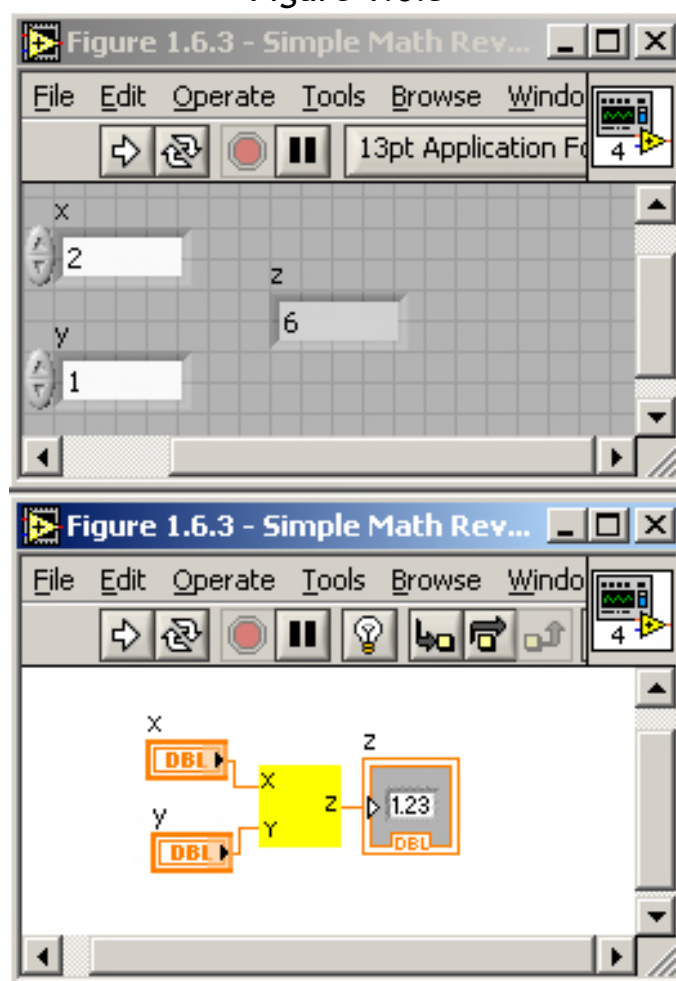 Figure 1.6.3 - Simple Math Rev...
File Edit Operate Tools Browse Windo
13pt Application Fo
4
x
2
z
6
y
1
Figure 1.6.3 - Simple Math Rev...
File Edit Operate Tools Browse Windo
4
x
DBL
z
X
Z
1.23
y
Y
DBL
DBL